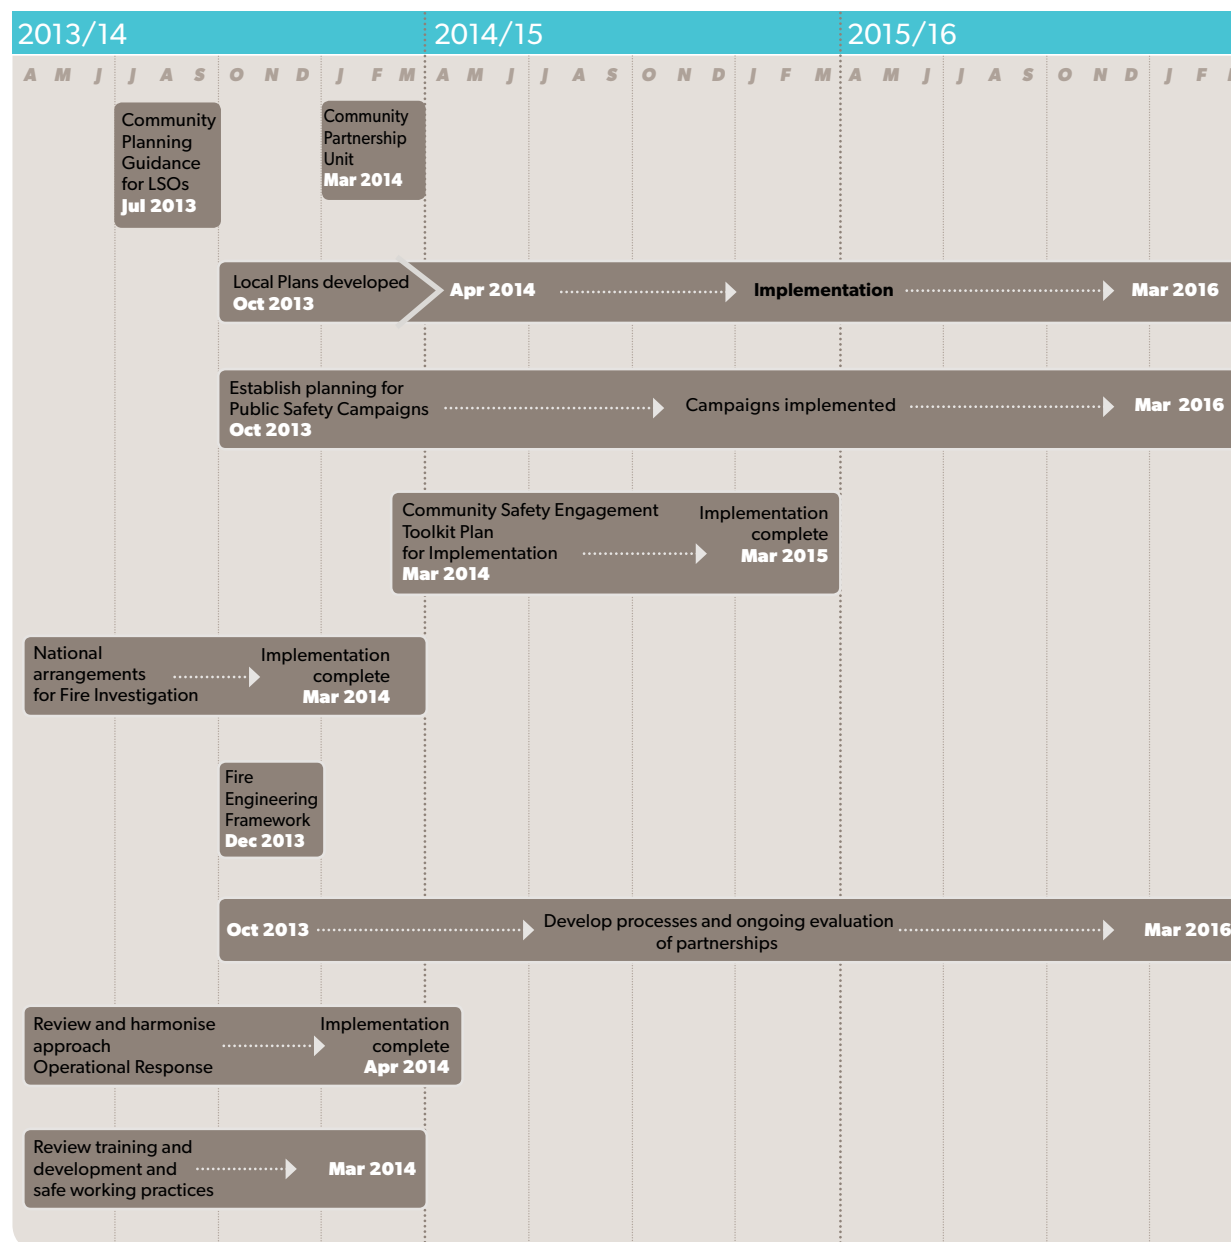 2013/14 2014/15 2015/16
A M J J A S O N D J F M A M J J A S O N D J F M A M J J A S O N D J F
Community
Planning
Guidance
for LSOs
Jul 2013
Community
Partnership
Unit
Mar 2014
Local Plans developed
Oct 2013
Apr 2014
Implementation
Mar 2016
Establish planning for
Public Safety Campaigns
Oct 2013
Campaigns implemented
Mar 2016
Community Safety Engagement
Toolkit Plan
for Implementation
Mar 2014
Implementation
complete
Mar 2015
National
arrangements
for Fire Investigation
Implementation
complete
Mar 2014
Fire
Engineering
Framework
Dec 2013
Oct 2013
Develop processes and ongoing evaluation
of partnerships
Mar 2016
Review and harmonise
approach
Operational Response
Implementation
complete
Apr 2014
Review training and
development and
safe working practices
Mar 2014